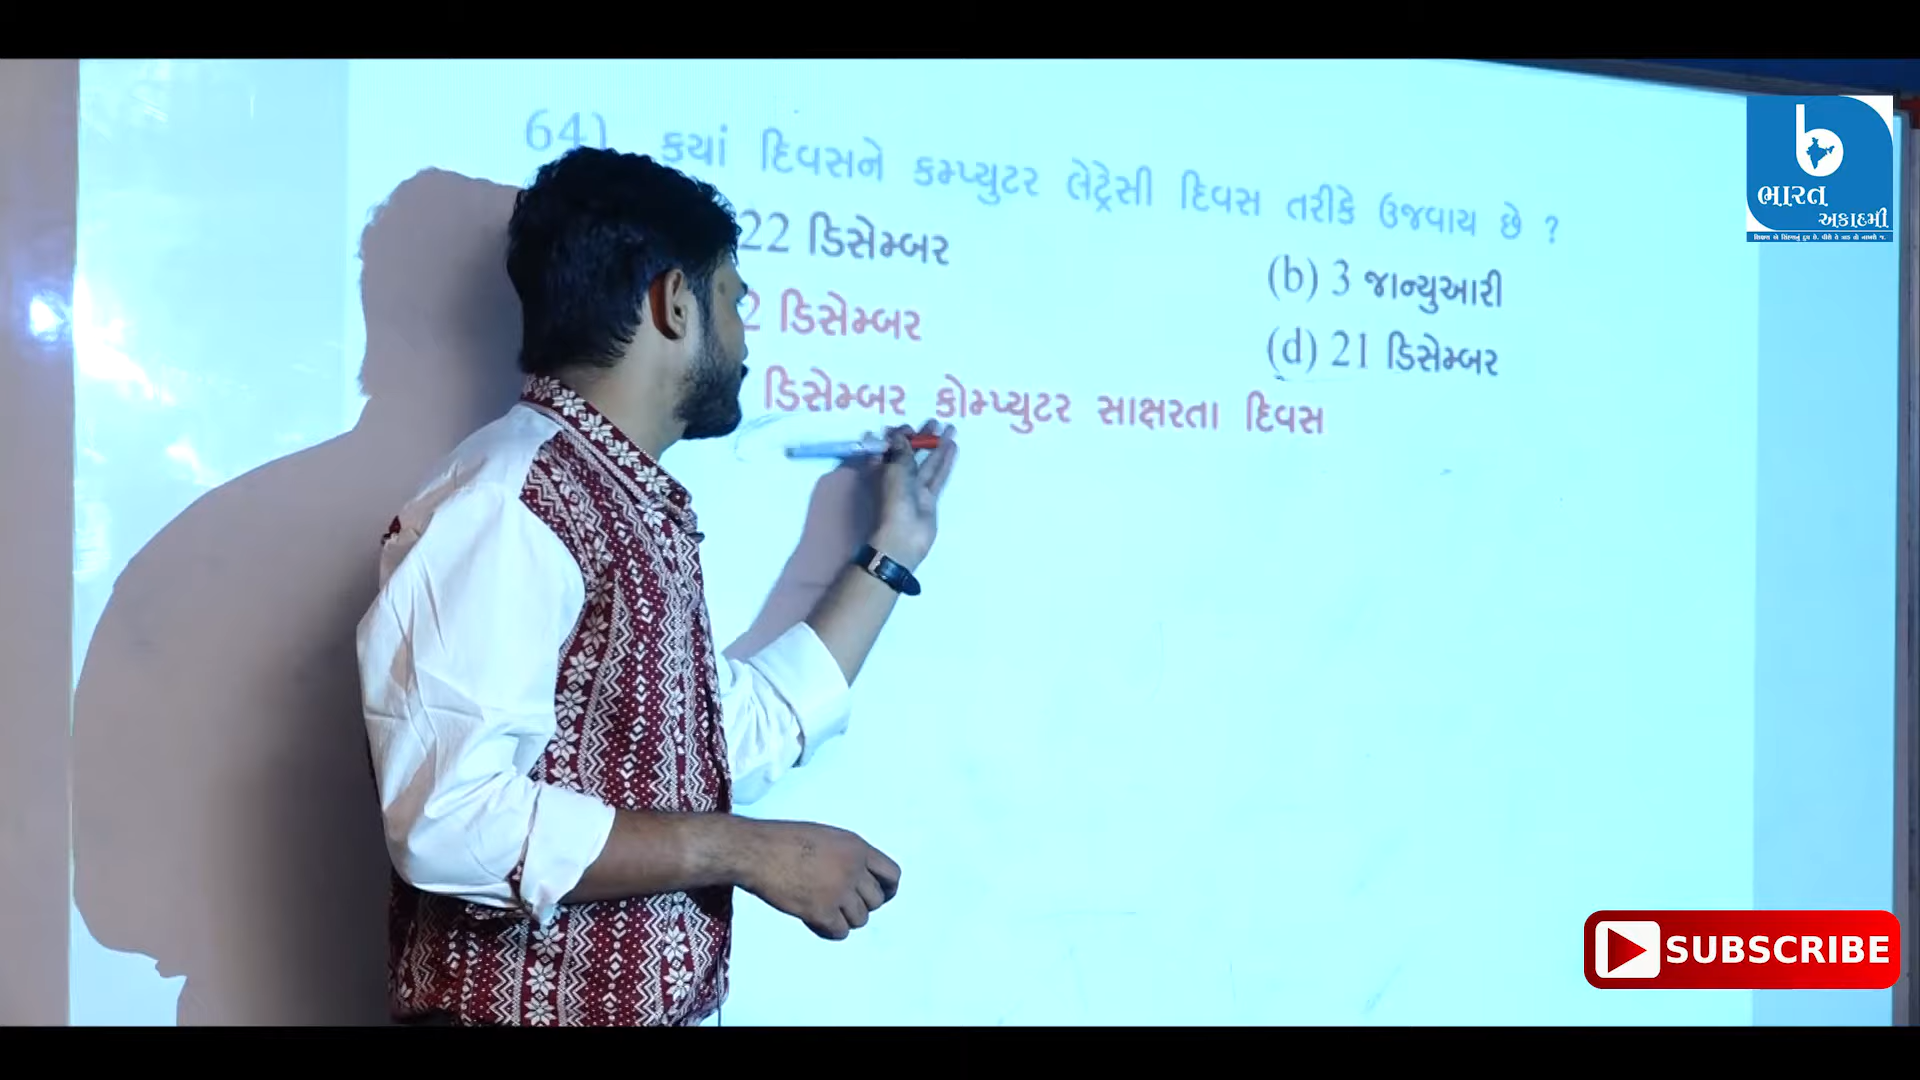 64) કયાં દિવસને કમ્પ્યુટર લેટ્રેસી દિવસ તરીકે ઉજવાય છે ?
22 ડિસેમ્બર
(b) 3 જાન્યુઆરી
2 ડિસેમ્બર
(d) 21 ડિસેમ્બર
ડિસેમ્બર કોમ્પ્યુટર સાક્ષરતા દિવસ
b
ભારત
અકાદમી
SUBSCRIBE